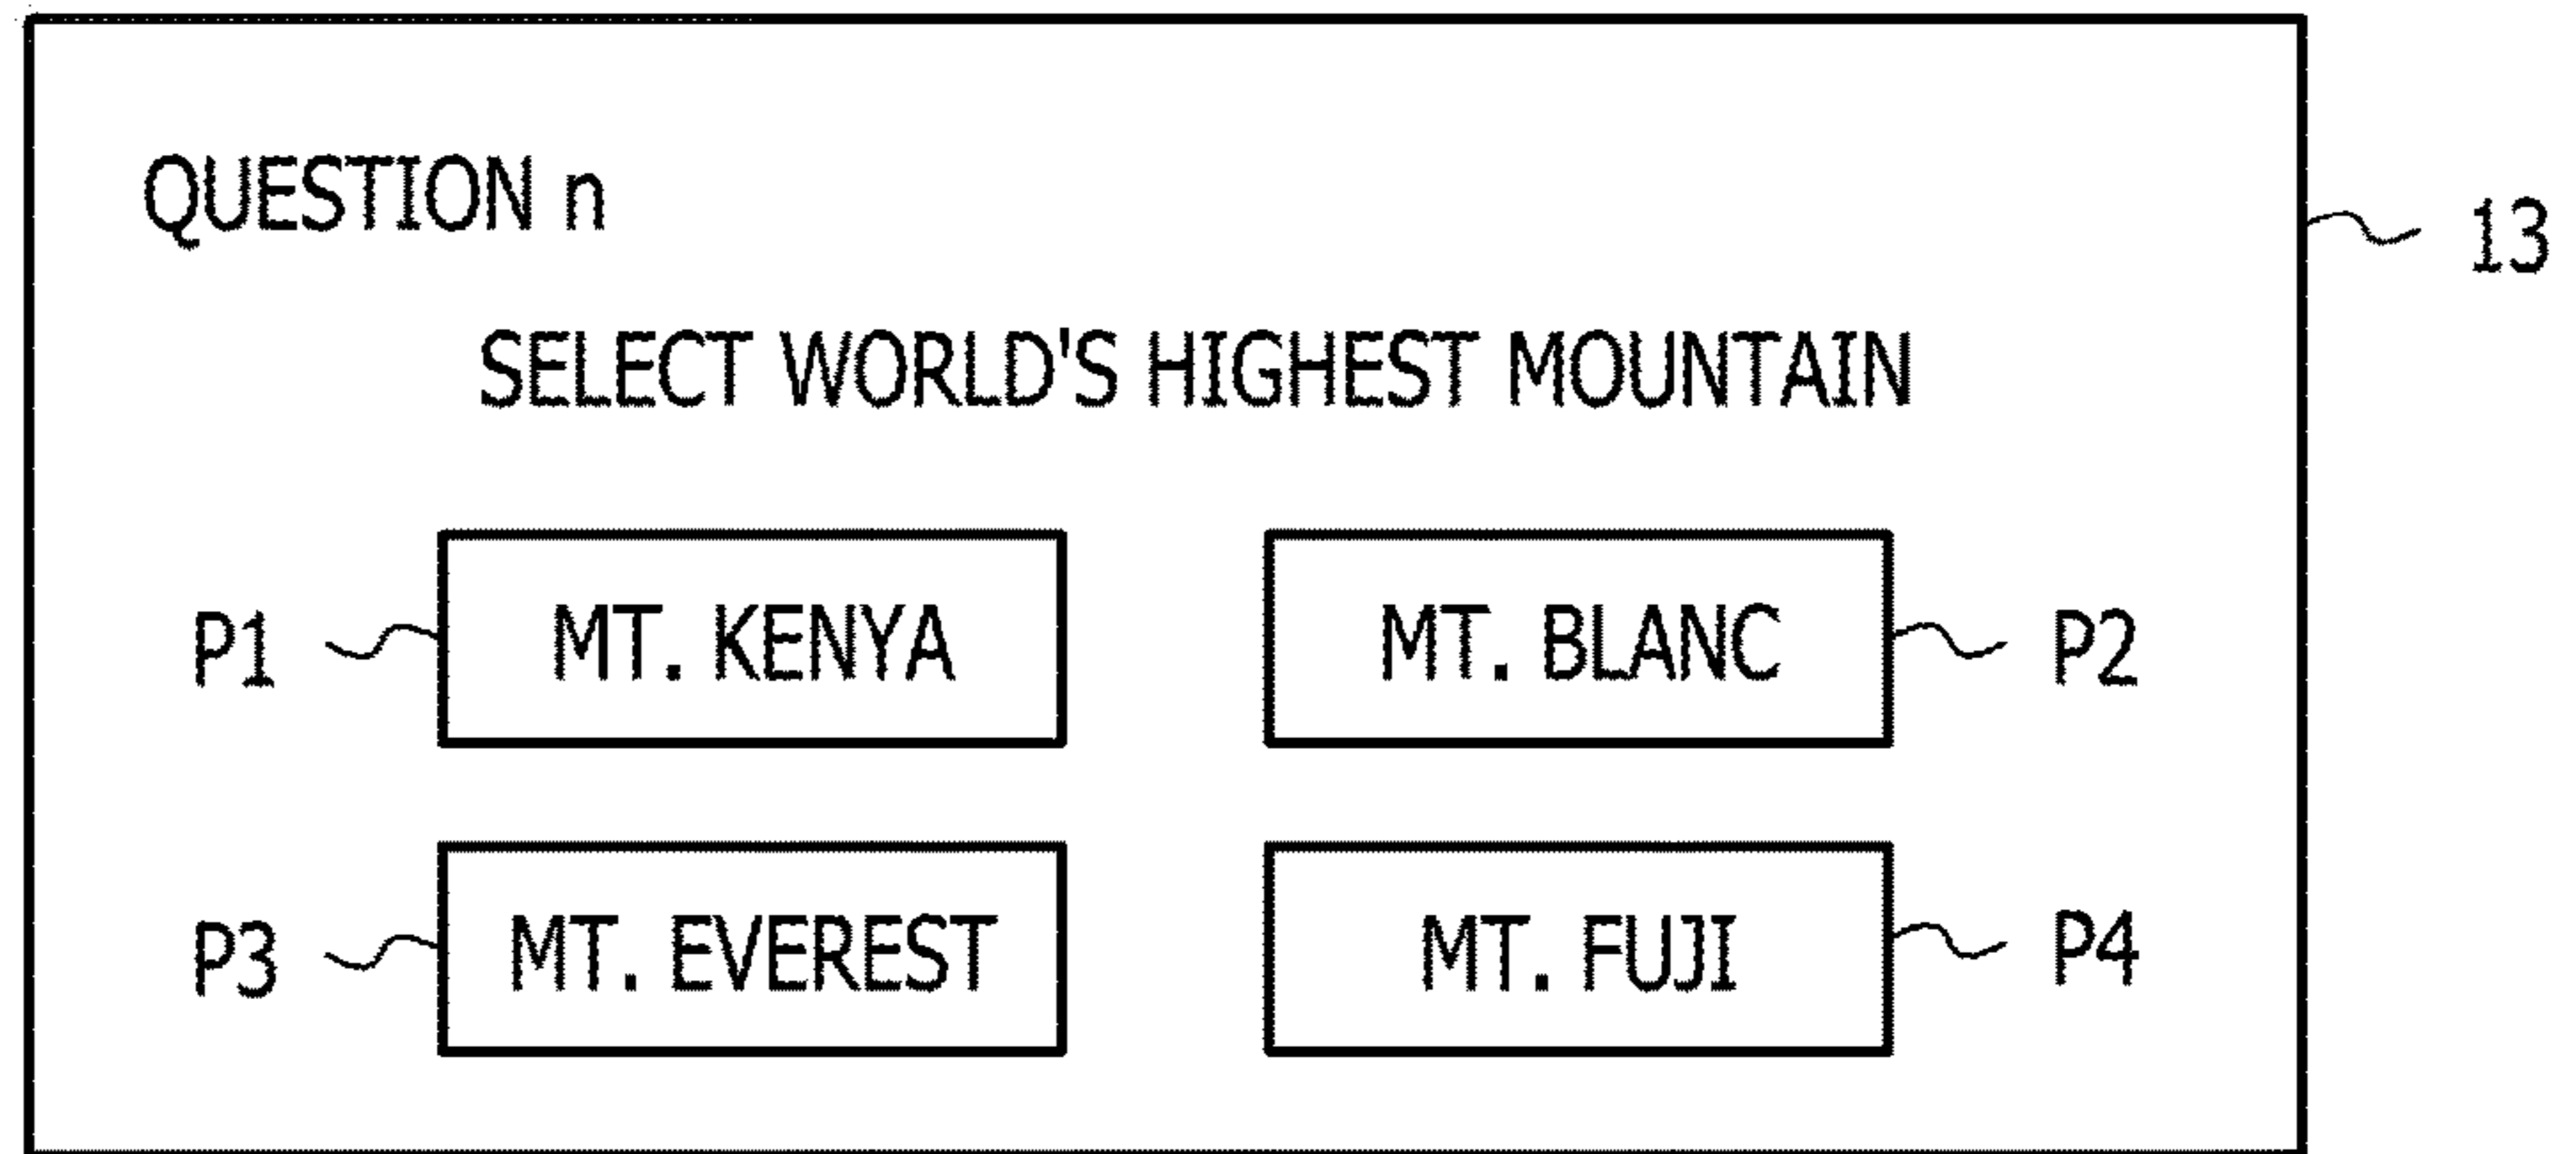 QUESTION n
13
SELECT WORLD'S HIGHEST MOUNTAIN
P1 MT. KENYA MT. BLANC P2
P3 MT. EVEREST MT. FUJI P4